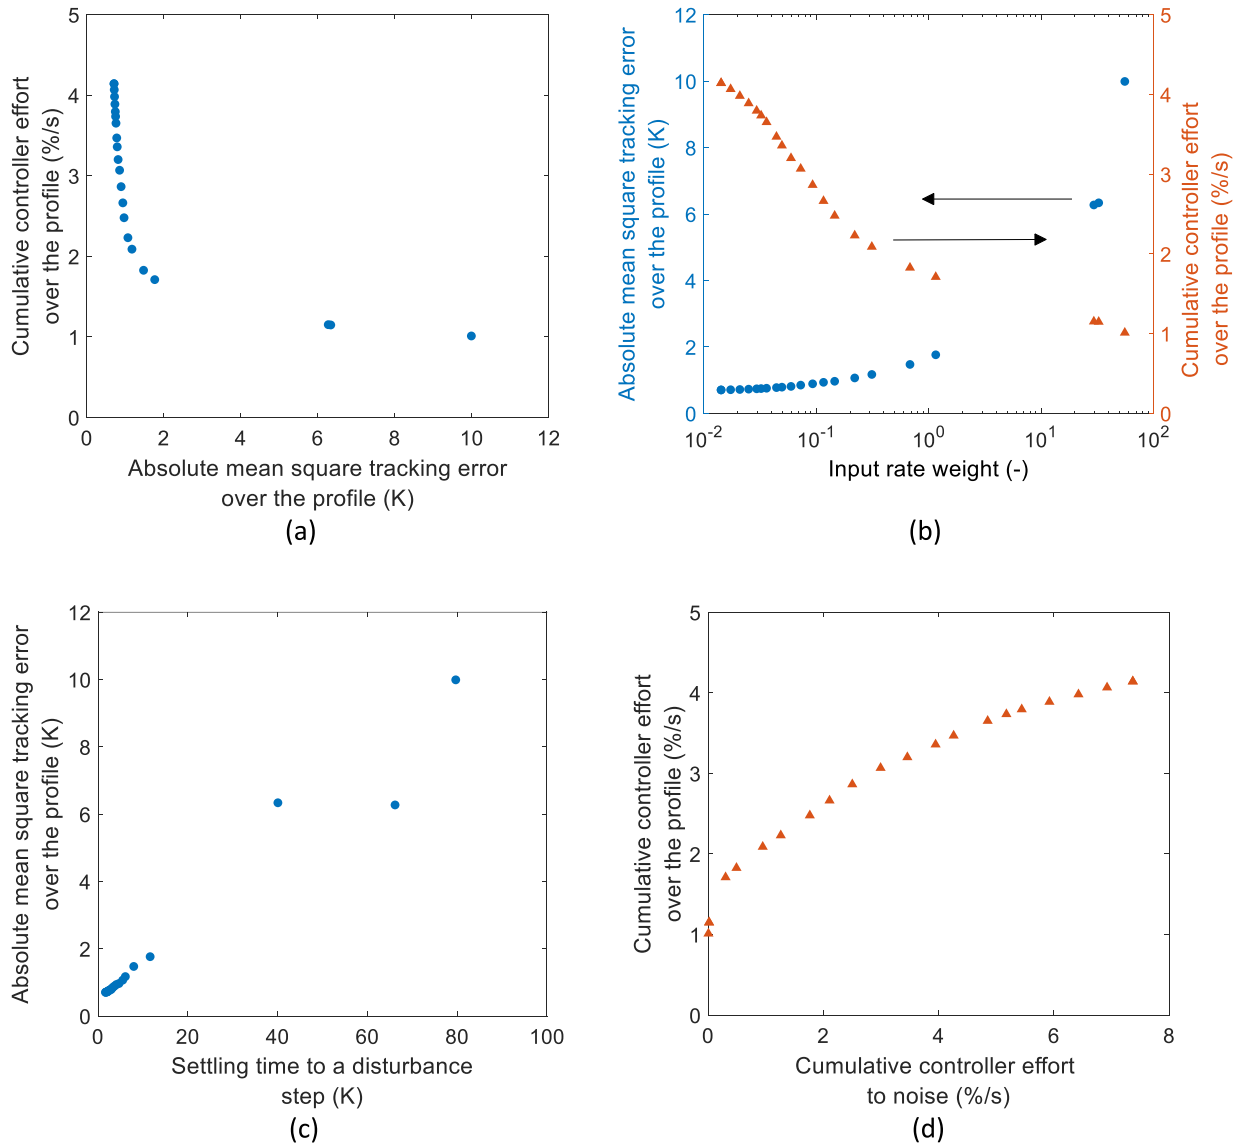 5
4
3
2
1
0
0
2
4
6
8
10
12
Cumulative controller effort
over the profile (%/s)
Absolute mean square tracking error
over the profile (K)
(a)
12
10
8
6
4
2
0
5
4
3
2
1
0
10-2
10-1
100
101
102
Absolute mean square tracking error
over the profile (K)
Cumulative controller effort
over the profile (%/s)
Input rate weight (-)
(b)
12
10
8
6
4
2
0
0
20
40
60
80
100
Absolute mean square tracking error
over the profile (K)
Settling time to a disturbance
step (K)
(c)
5
4
3
2
1
0
0
2
4
6
8
Cumulative controller effort
over the profile (%/s)
Cumulative controller effort
to noise (%/s)
(d)